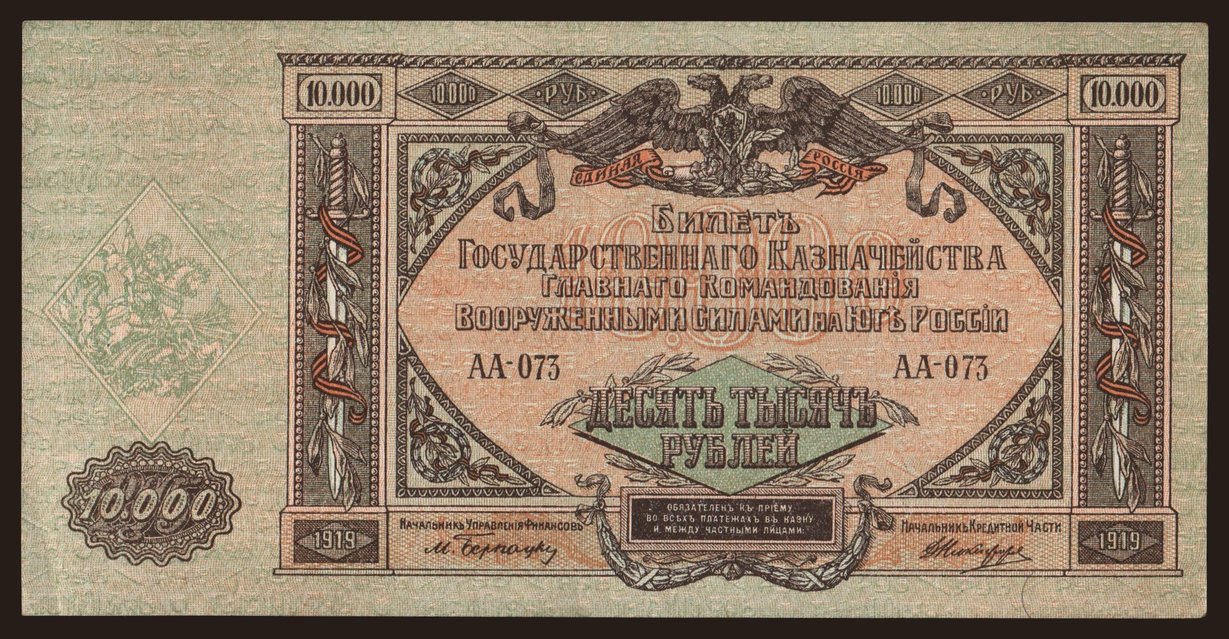 10.000 10.000 РУБ 10.000 РУБ 10.000
ЕДИНАЯ РОССІЯ
БИЛЕТЪ
ГОСУДАРСТВЕННАГО КАЗНАЧЕЙСТВА
ГЛАВНАГО КОМАНДОВАНІЯ
ВООРУЖЕННЫМИ СИЛАМИ НА ЮГѢ РОССІИ
10.000
АА-073 АА-073
ДЕСЯТЬ ТЫСЯЧЪ
РУБЛЕЙ
10.000
ОБЯЗАТЕЛЕНЪ КЪ ПРІЕМУ
ВО ВСѢХЪ ПЛАТЕЖАХЪ ВЪ КАЗНУ
И МЕЖДУ ЧАСТНЫМИ ЛИЦАМИ.
НАЧАЛЬНИКЪ УПРАВЛЕНІЯ ФИНАНСОВЪ НАЧАЛЬНИКЪ КРЕДИТНОЙ ЧАСТИ
1919 1919